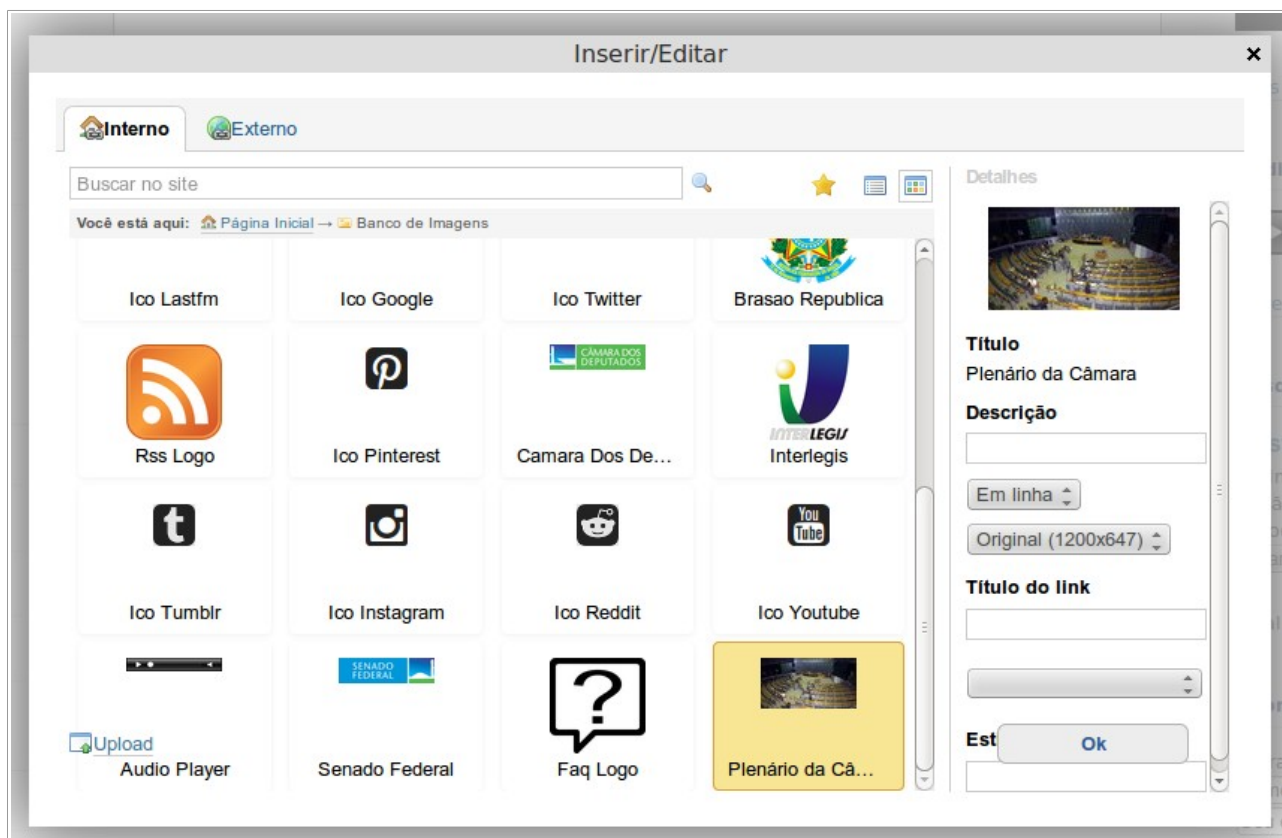 Inserir/Editar
Interno
Externo
Buscar no site
Detalhes
Você está aqui: Página Inicial → Banco de Imagens
Ico Lastfm
Ico Google
Ico Twitter
Brasao Republica
CÂMARA DOS
DEPUTADOS
INTERLEGIS
Rss Logo
Ico Pinterest
Camara Dos De...
Interlegis
You
Tube
Ico Tumblr
Ico Instagram
Ico Reddit
Ico Youtube
SENADO
FEDERAL
Upload
Audio Player
Senado Federal
Faq Logo
Plenário da Câ...
Título
Plenário da Câmara
Descrição
Em linha
Original (1200x647)
Título do link
Est
Ok